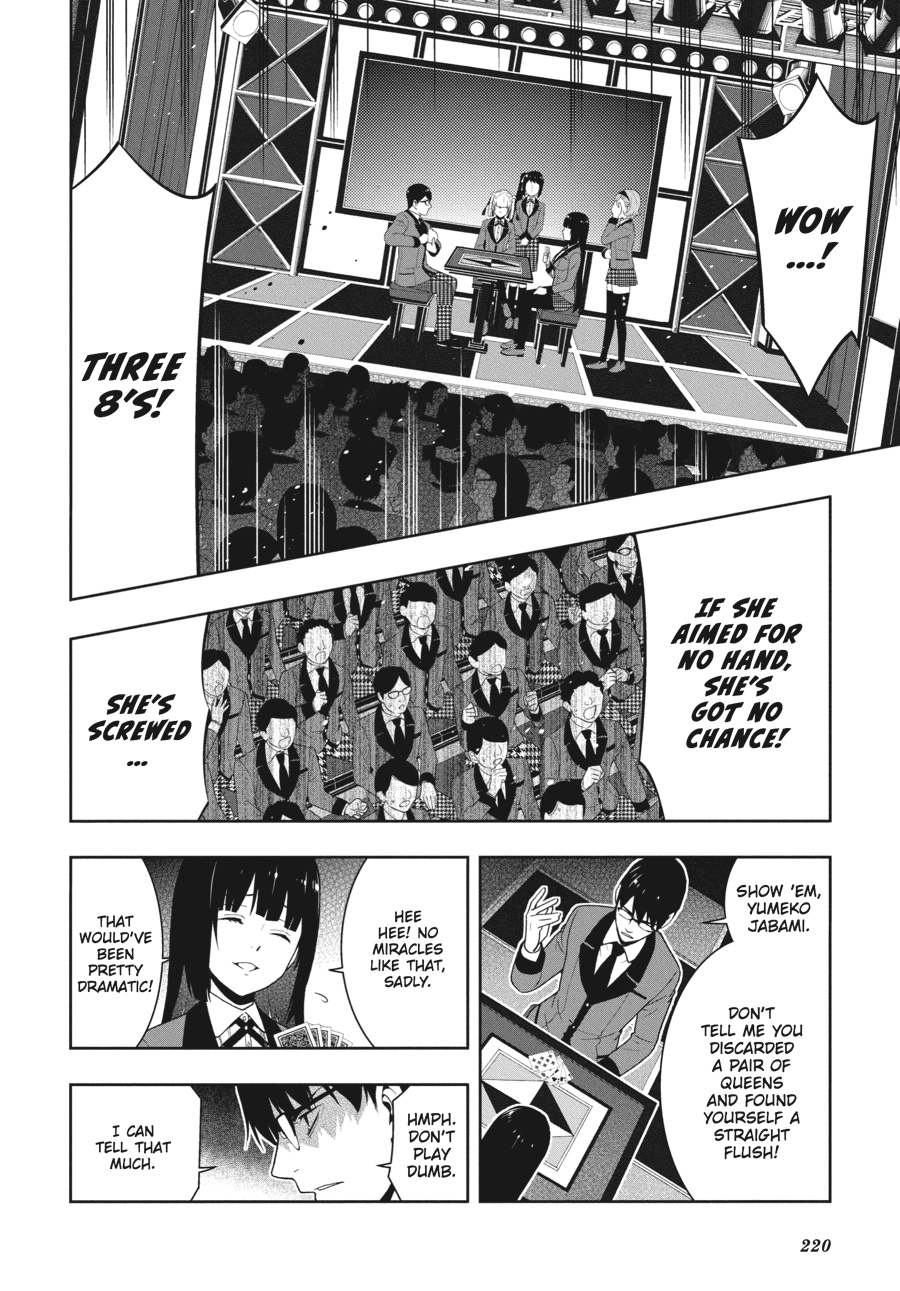 WOW
....!
THREE
8'S!
IF SHE
AIMED FOR
NO HAND,
SHE'S
GOT NO
CHANCE!
SHE'S
SCREWED
...
SHOW 'EM,
YUMEKO
JABAMI.
DON'T
TELL ME YOU
DISCARDED
A PAIR OF
QUEENS
AND FOUND
YOURSELF A
STRAIGHT
FLUSH!
HEE
HEE! NO
MIRACLES
LIKE THAT,
SADLY.
THAT
WOULD'VE
BEEN
PRETTY
DRAMATIC!
HMPH.
DON'T
PLAY
DUMB.
I CAN
TELL THAT
MUCH.
220